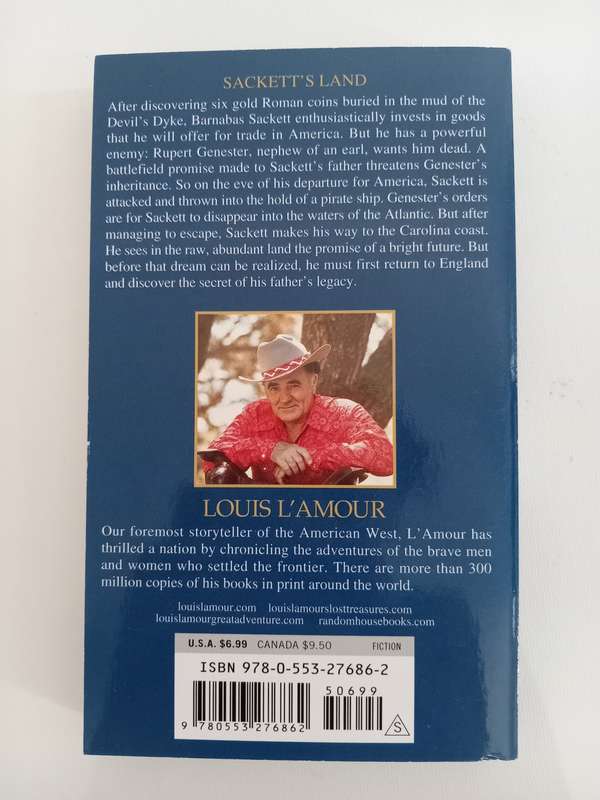 SACKETT'S LAND
After discovering six gold Roman coins buried in the mud of the
Devil's Dyke, Barnabas Sackett enthusiastically invests in goods
that he will offer for trade in America. But he has a powerful
enemy: Rupert Genester, nephew of an earl, wants him dead. A
battlefield promise made to Sackett's father threatens Genester's
inheritance. So on the eve of his departure for America, Sackett is
attacked and thrown into the hold of a pirate ship. Genester's orders
are for Sackett to disappear into the waters of the Atlantic. But after
managing to escape, Sackett makes his way to the Carolina coast.
He sees in the raw, abundant land the promise of a bright future. But
before that dream can be realized, he must first return to England
and discover the secret of his father's legacy.
LOUIS L'AMOUR
Our foremost storyteller of the American West, L'Amour has
thrilled a nation by chronicling the adventures of the brave men
and women who settled the frontier. There are more than 300
million copies of his books in print around the world.
louislamour.com louislamourslosttreasures.com
louislamourgreatadventure.com randomhousebooks.com
U.S.A. $6.99 CANADA $9.50 FICTION
ISBN 978-0-553-27686-2
50699
9 780553 276862
S